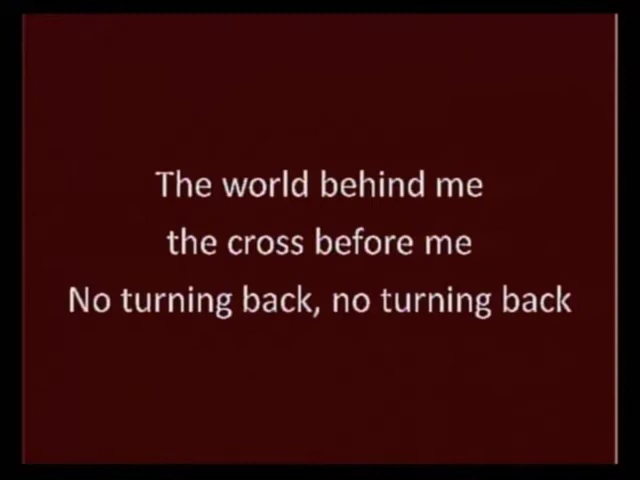 The world behind me
the cross before me
No turning back, no turning back